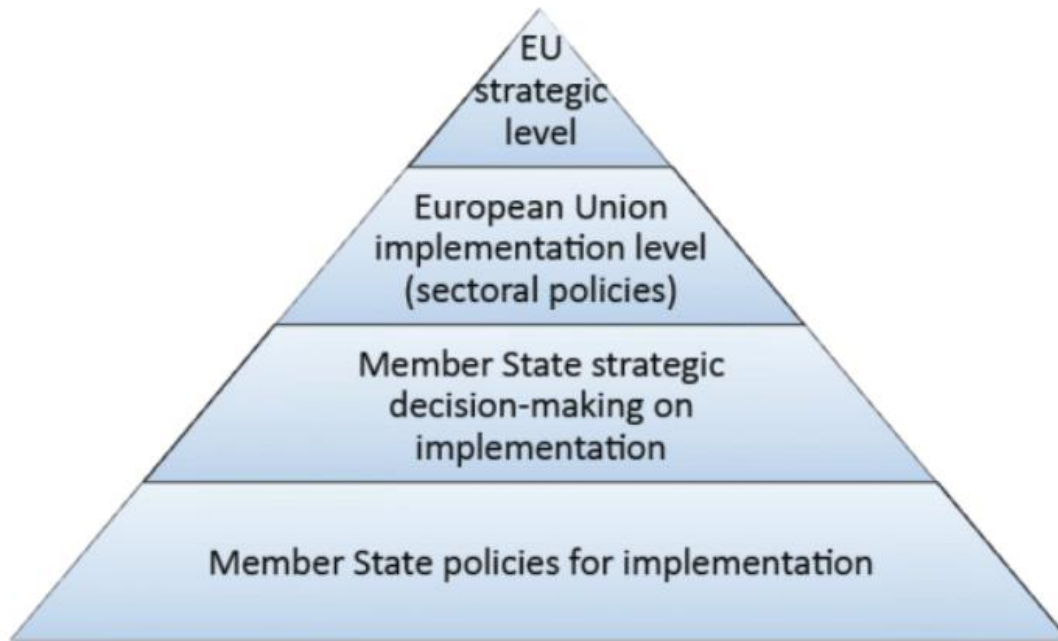 EU
strategic
level
European Union
implementation level
(sectoral policies)
Member State strategic
decision-making on
implementation
Member State policies for implementation